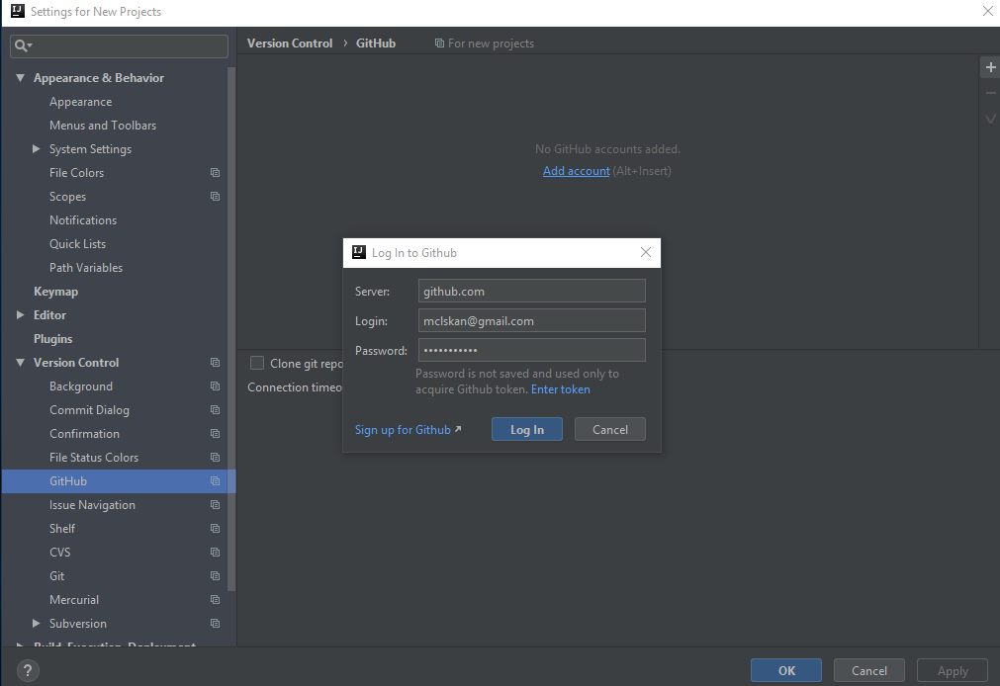 Settings for New Projects
Version Control › GitHub For new projects
Appearance & Behavior
Appearance
Menus and Toolbars
System Settings
File Colors
Scopes
Notifications
Quick Lists
Path Variables
Keymap
Editor
Plugins
Version Control
Background
Commit Dialog
Confirmation
File Status Colors
GitHub
Issue Navigation
Shelf
CVS
Git
Mercurial
Subversion
Build, Execution, Deployment
No GitHub accounts added.
Add account (Alt+Insert)
Clone git repo
Connection timeo
IJ Log In to Github
Server: github.com
Login: mclskan@gmail.com
Password: •••••••••••
Password is not saved and used only to
acquire Github token. Enter token
Sign up for Github Log In Cancel
? OK Cancel Apply